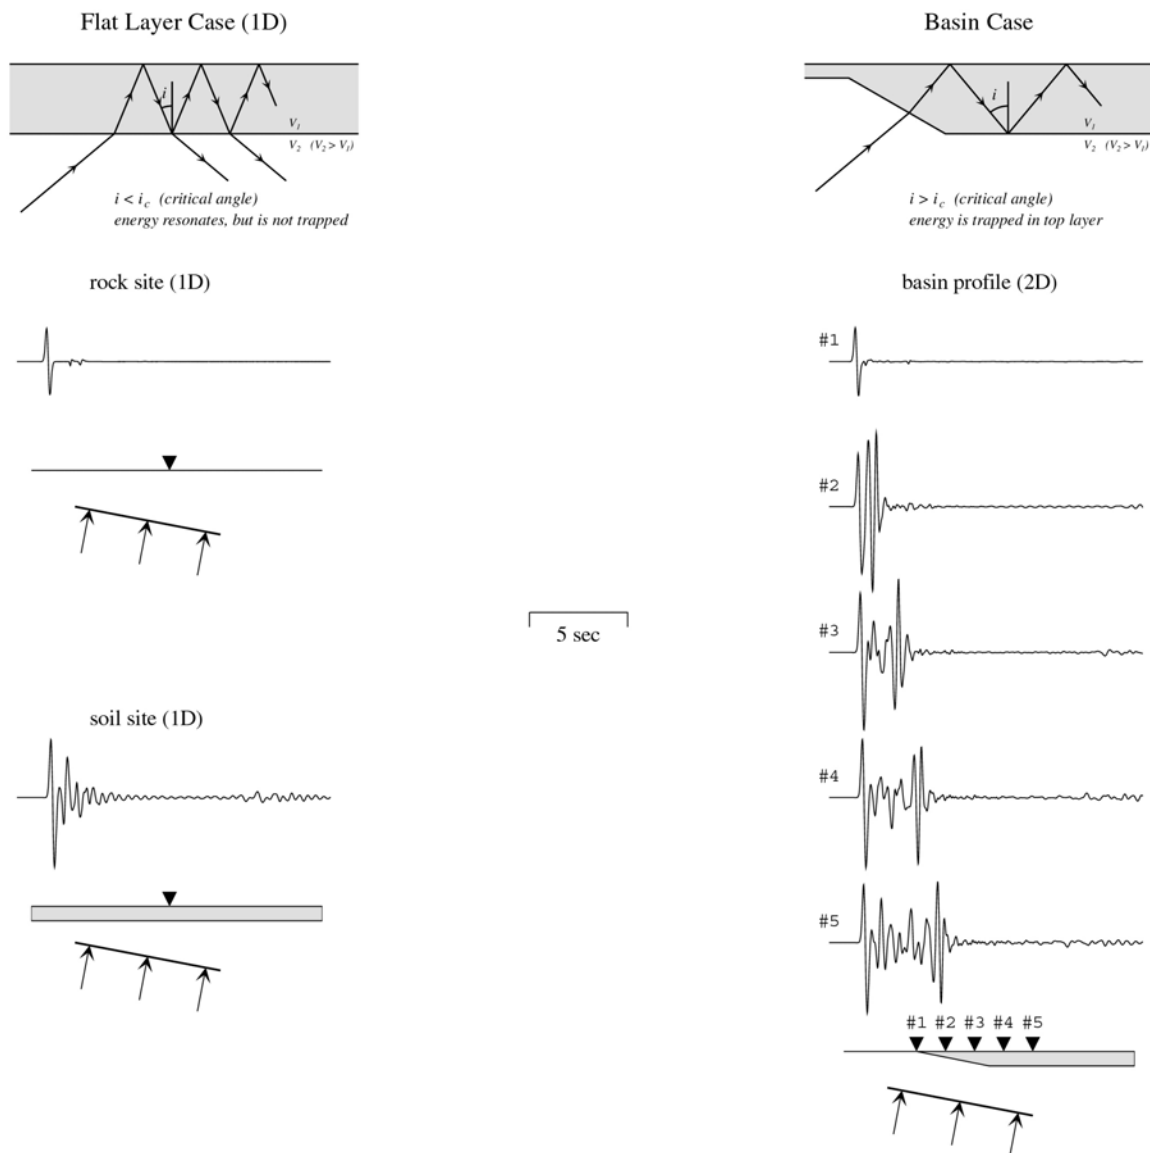 Flat Layer Case (1D)
i
V1
V2 (V2 > V1)
i < ic (critical angle)
energy resonates, but is not trapped
Basin Case
i
V1
V2 (V2 > V1)
i > ic (critical angle)
energy is trapped in top layer
rock site (1D)
soil site (1D)
5 sec
basin profile (2D)
#1
#2
#3
#4
#5
#1 #2 #3 #4 #5